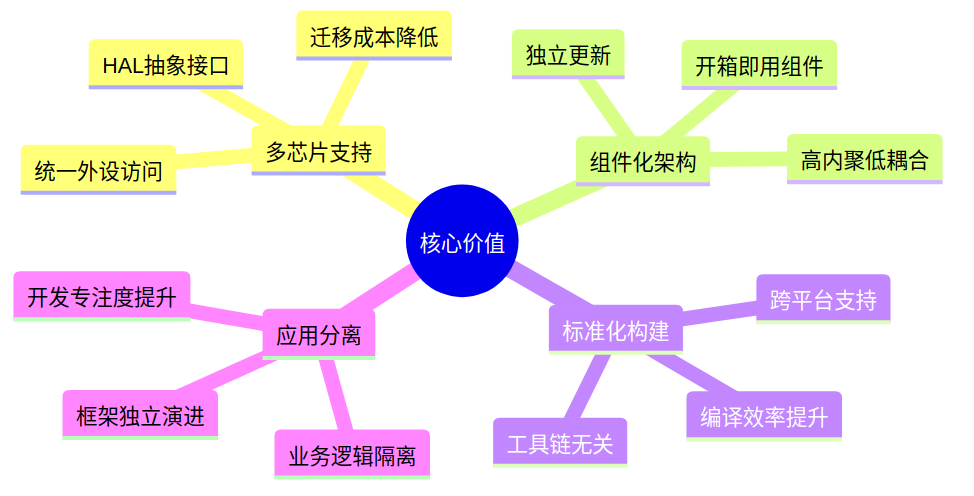 迁移成本降低
HAL抽象接口
统一外设访问
多芯片支持
独立更新
开箱即用组件
高内聚低耦合
组件化架构
核心价值
开发专注度提升
应用分离
框架独立演进
业务逻辑隔离
跨平台支持
标准化构建
编译效率提升
工具链无关